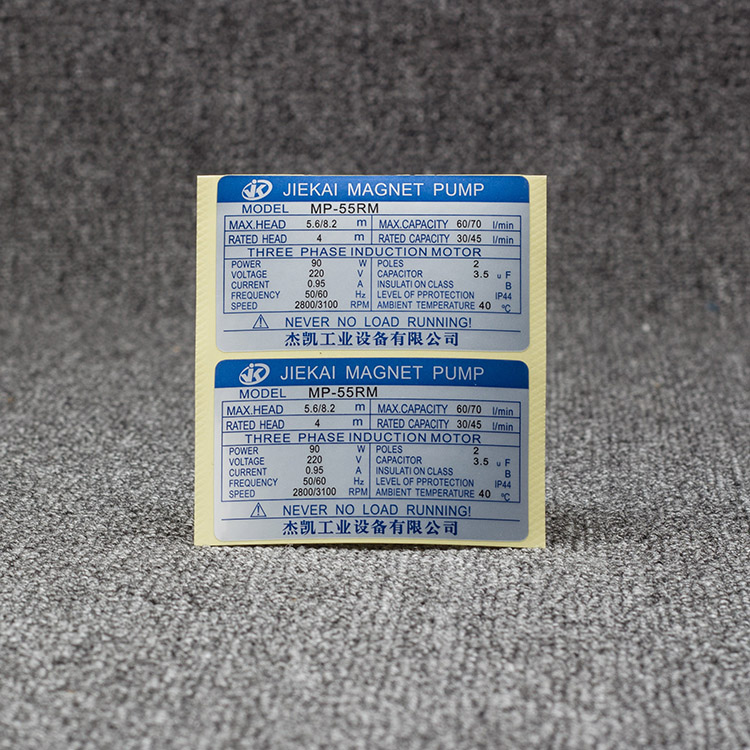 JK JIEKAI MAGNET PUMP
MODEL MP-55RM
MAX.HEAD 5.6/8.2 m MAX.CAPACITY 60/70 l/min
RATED HEAD 4 m RATED CAPACITY 30/45 l/min
THREE PHASE INDUCTION MOTOR
POWER 90 W POLES 2
VOLTAGE 220 V CAPACITOR 3.5 u F
CURRENT 0.95 A INSULATION CLASS B
FREQUENCY 50/60 Hz LEVEL OF PPROTECTION IP44
SPEED 2800/3100 RPM AMBIENT TEMPERATURE 40 ℃
NEVER NO LOAD RUNNING!
杰凯工业设备有限公司
JK JIEKAI MAGNET PUMP
MODEL MP-55RM
MAX.HEAD 5.6/8.2 m MAX.CAPACITY 60/70 l/min
RATED HEAD 4 m RATED CAPACITY 30/45 l/min
THREE PHASE INDUCTION MOTOR
POWER 90 W POLES 2
VOLTAGE 220 V CAPACITOR 3.5 u F
CURRENT 0.95 A INSULATION CLASS B
FREQUENCY 50/60 Hz LEVEL OF PPROTECTION IP44
SPEED 2800/3100 RPM AMBIENT TEMPERATURE 40 ℃
NEVER NO LOAD RUNNING!
杰凯工业设备有限公司